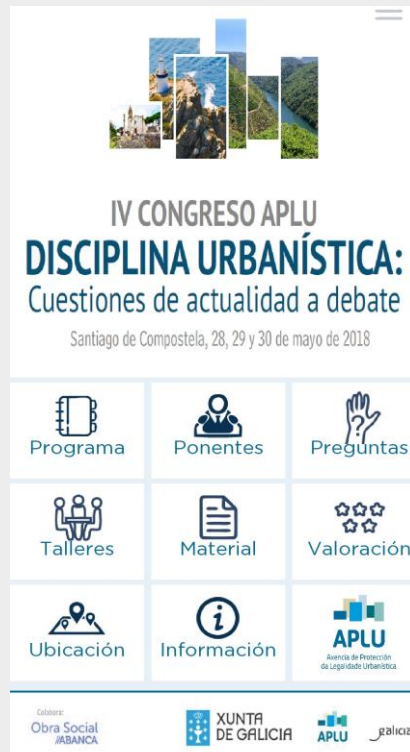 IV CONGRESO APLU
DISCIPLINA URBANÍSTICA:
Cuestiones de actualidad a debate
Santiago de Compostela, 28, 29 y 30 de mayo de 2018
Programa
Ponentes
?
Preguntas
Talleres
Material
Valoración
Ubicación
i
Información
APLU
Axencia de Protección
da Legalidade Urbanística
Colabora:
Obra Social
//ABANCA
XUNTA
DE GALICIA
APLU
galicia